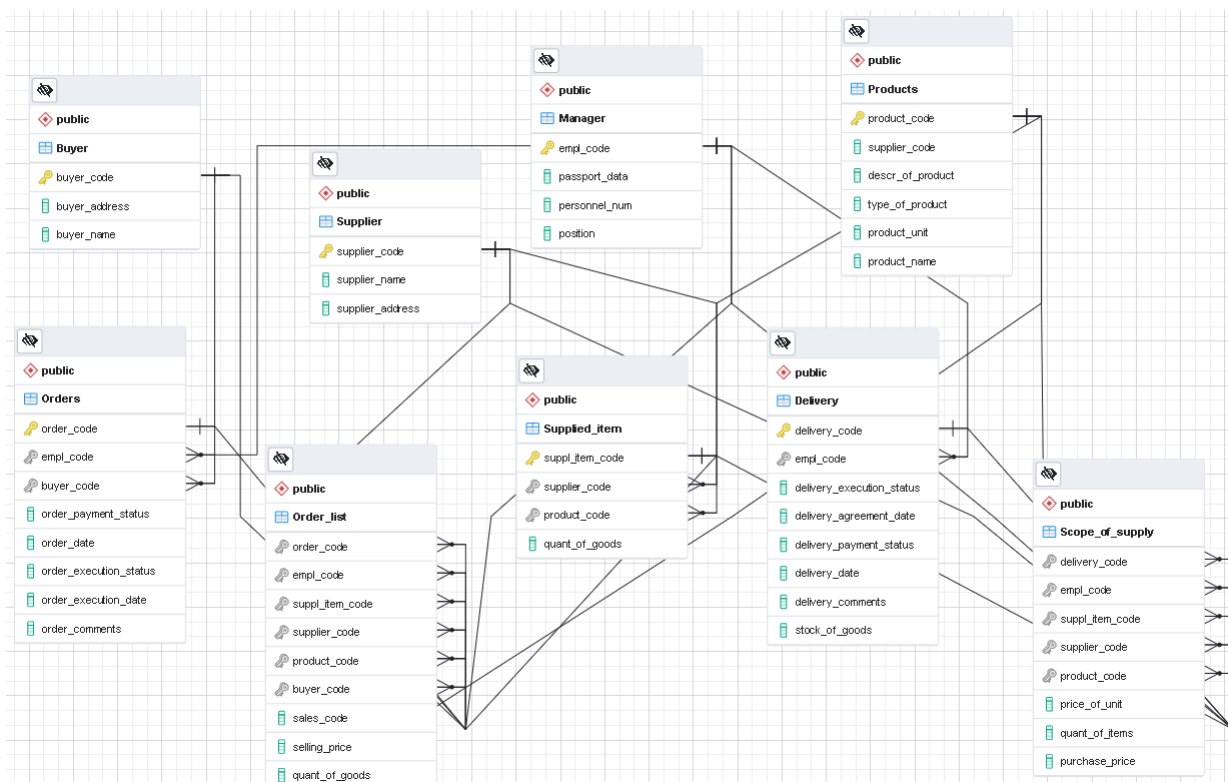 public
Buyer
buyer_code
buyer_address
buyer_name
public
Supplier
supplier_code
supplier_name
supplier_address
public
Manager
empl_code
passport_data
personnel_num
position
public
Products
product_code
supplier_code
descr_of_product
type_of_product
product_unit
product_name
public
Orders
order_code
empl_code
buyer_code
order_payment_status
order_date
order_execution_status
order_execution_date
order_comments
public
Order_list
order_code
empl_code
suppl_item_code
supplier_code
product_code
buyer_code
sales_code
selling_price
quant_of_goods
public
Supplied_item
suppl_item_code
supplier_code
product_code
quant_of_goods
public
Delivery
delivery_code
empl_code
delivery_execution_status
delivery_agreement_date
delivery_payment_status
delivery_date
delivery_comments
stock_of_goods
public
Scope_of_supply
delivery_code
empl_code
suppl_item_code
supplier_code
product_code
price_of_unit
quant_of_items
purchase_price